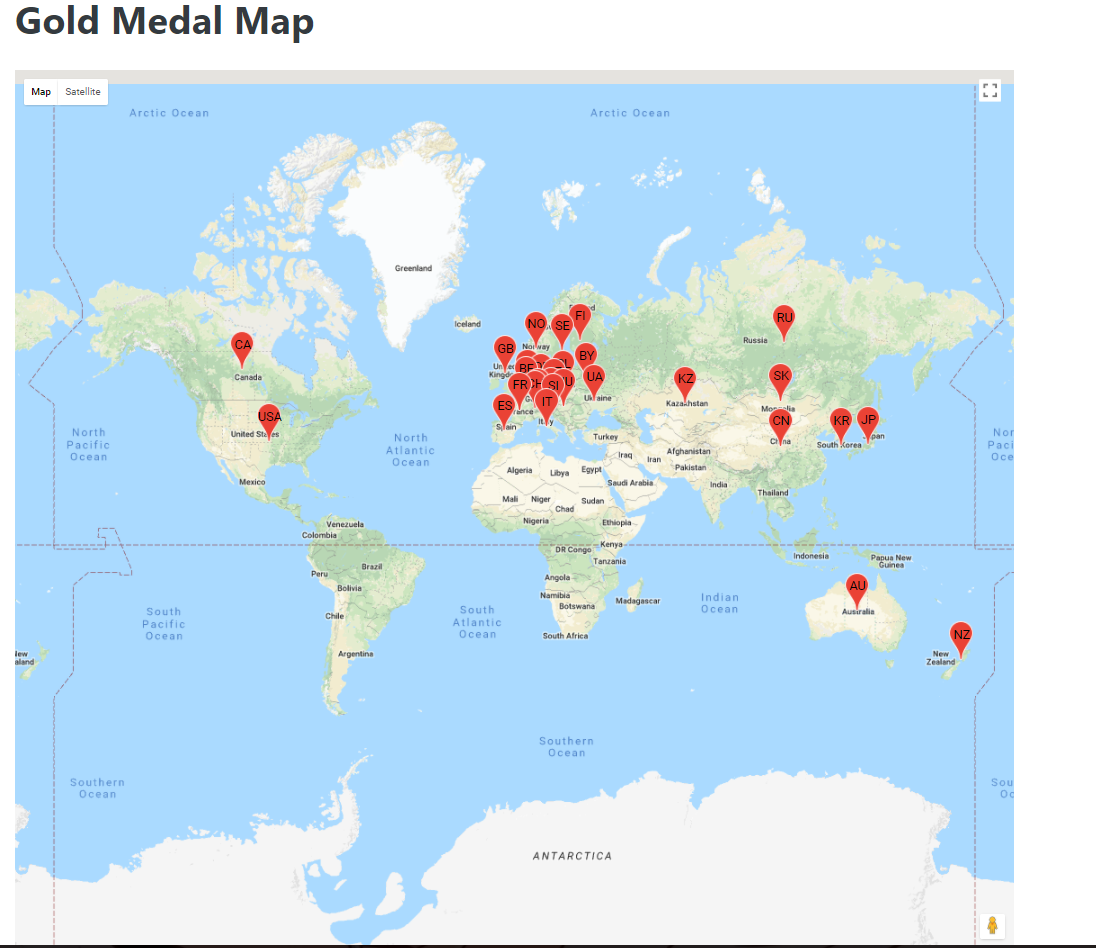 Gold Medal Map
Map
Satellite
Arctic Ocean
Arctic Ocean
Greenland
Iceland
NO
SE
FI
RU
Russia
CA
Canada
GB
Norway
BY
UA
Ukraine
KZ
Kazakhstan
SK
Mongolia
FR
SI
IT
Italy
ES
Spain
USA
United States
CN
China
KR
South Korea
JP
North
Pacific
Ocean
North
Atlantic
Ocean
Turkey
Iraq
Iran
Afghanistan
Pakistan
Algeria
Libya
Egypt
Saudi Arabia
India
Thailand
Mexico
Mali
Niger
Chad
Sudan
Nigeria
Ethiopia
Venezuela
Colombia
DR Congo
Kenya
Tanzania
Indonesia
Papua New
Guinea
Peru
Brazil
Bolivia
Angola
Namibia
Botswana
Madagascar
AU
Australia
South
Pacific
Ocean
South
Atlantic
Ocean
Indian
Ocean
Chile
South Africa
Argentina
NZ
New
Zealand
Southern
Ocean
Southern
Ocean
ANTARCTICA